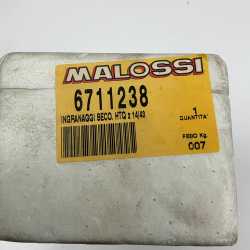 MALOSSI
6711238
INGRANAGGI SECO. HTQ z 14/43
1
QUANTITA'
PESO Kg.
007